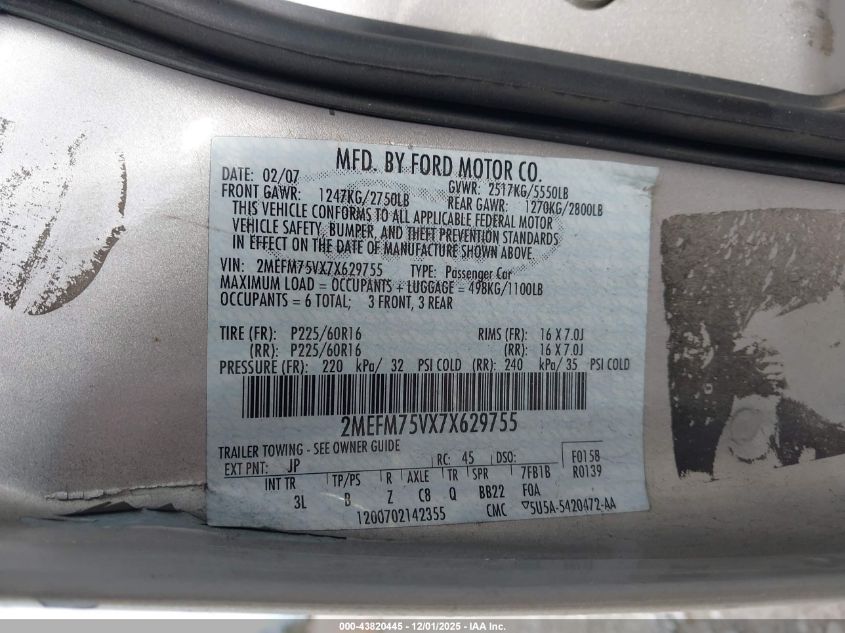 MFD. BY FORD MOTOR CO.
DATE: 02/07 GVWR: 2517KG/5550LB
FRONT GAWR: 1247KG/2750LB REAR GAWR: 1270KG/2800LB
THIS VEHICLE CONFORMS TO ALL APPLICABLE FEDERAL MOTOR
VEHICLE SAFETY, BUMPER, AND THEFT PREVENTION STANDARDS
IN EFFECT ON THE DATE OF MANUFACTURE SHOWN ABOVE.
VIN: 2MEFM75VX7X629755 TYPE: Passenger Car
MAXIMUM LOAD = OCCUPANTS + LUGGAGE = 498KG/1100LB
OCCUPANTS = 6 TOTAL; 3 FRONT, 3 REAR
TIRE (FR): P225/60R16 RIMS (FR): 16 X 7.0J
(RR): P225/60R16 (RR): 16 X 7.0J
PRESSURE (FR): 220 kPa/ 32 PSI COLD (RR): 240 kPa/ 35 PSI COLD
2MEFM75VX7X629755
TRAILER TOWING - SEE OWNER GUIDE
EXT PNT: JP RC: 45 DSO: F0158
INT TR TP/PS R AXLE TR SPR 7FB1B R0139
3L B Z C8 Q BB22 F0A
1200702142355 CMC ▽5U5A-5420472-AA
000-43820445 - 12/01/2025 - IAA Inc.